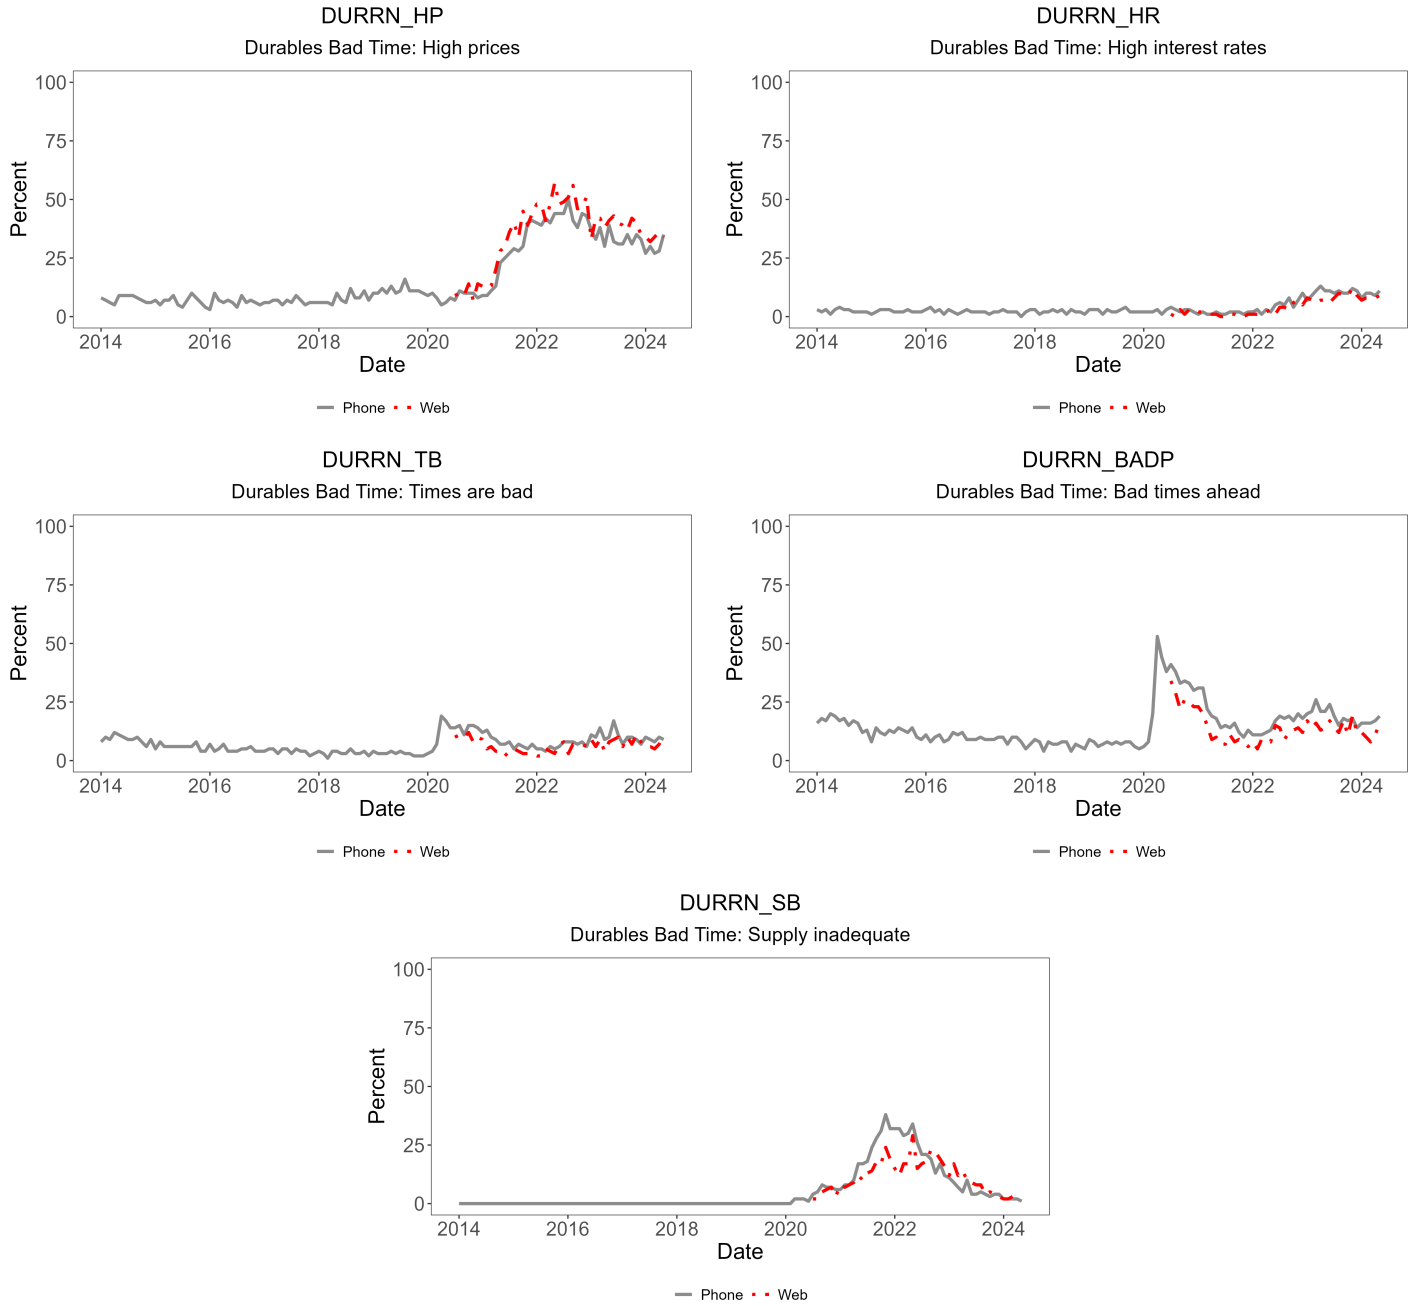 DURRN_HP
Durables Bad Time: High prices
100
75
50
25
0
Percent
2014 2016 2018 2020 2022 2024
Date
Phone Web
DURRN_HR
Durables Bad Time: High interest rates
100
75
50
25
0
Percent
2014 2016 2018 2020 2022 2024
Date
Phone Web
DURRN_TB
Durables Bad Time: Times are bad
100
75
50
25
0
Percent
2014 2016 2018 2020 2022 2024
Date
Phone Web
DURRN_BADP
Durables Bad Time: Bad times ahead
100
75
50
25
0
Percent
2014 2016 2018 2020 2022 2024
Date
Phone Web
DURRN_SB
Durables Bad Time: Supply inadequate
100
75
50
25
0
Percent
2014 2016 2018 2020 2022 2024
Date
Phone Web